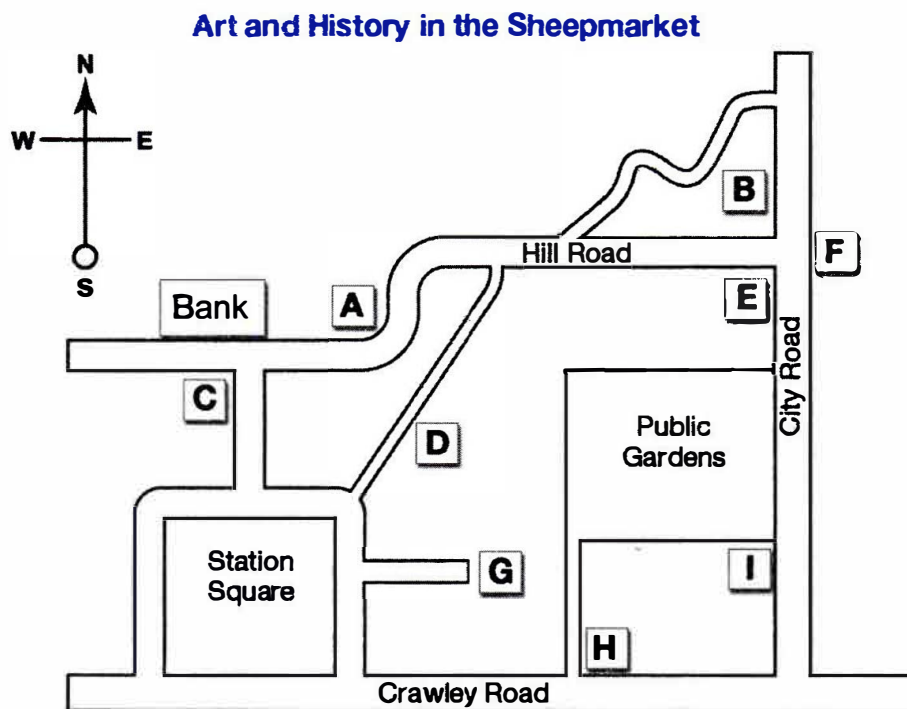 Art and History in the Sheepmarket
N
W E
S
B
Hill Road
F
A
E
Bank
C
City Road
D
Public
Gardens
Station
Square
G
I
H
Crawley Road